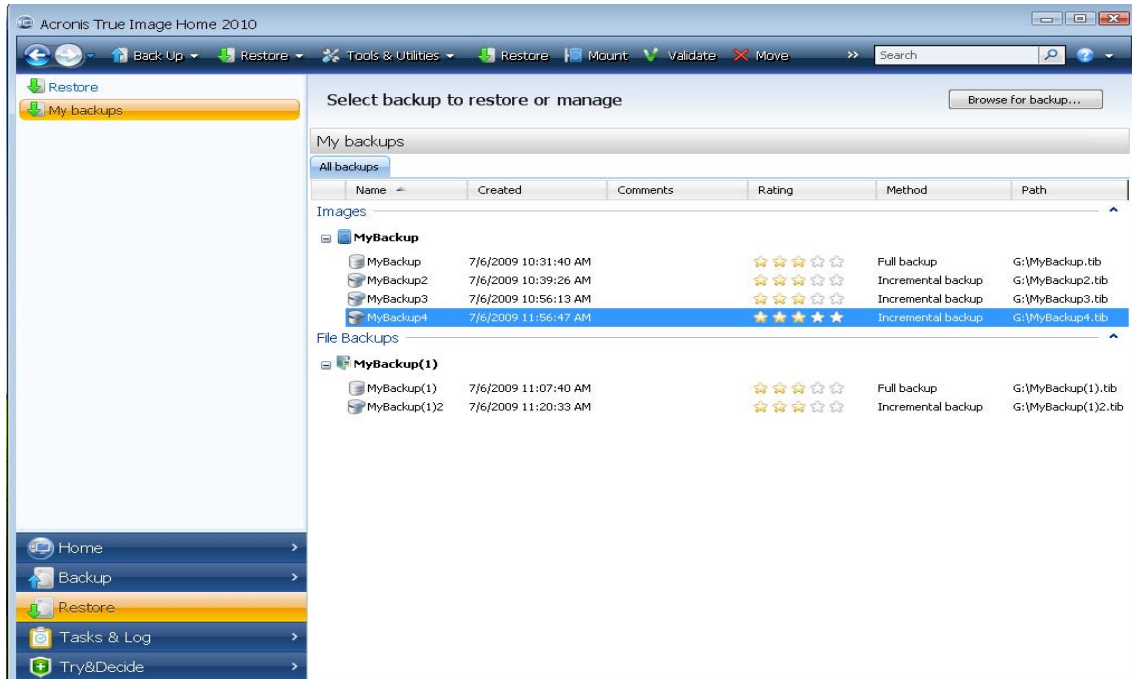 Acronis True Image Home 2010
Back Up Restore Tools & Utilities Restore Mount Validate Move » Search
Restore
My backups
Select backup to restore or manage
Browse for backup...
My backups
All backups
Name Created Comments Rating Method Path
Images
MyBackup
MyBackup 7/6/2009 10:31:40 AM Full backup G:\MyBackup.tib
MyBackup2 7/6/2009 10:39:26 AM Incremental backup G:\MyBackup2.tib
MyBackup3 7/6/2009 10:56:13 AM Incremental backup G:\MyBackup3.tib
MyBackup4 7/6/2009 11:56:47 AM Incremental backup G:\MyBackup4.tib
File Backups
MyBackup(1)
MyBackup(1) 7/6/2009 11:07:40 AM Full backup G:\MyBackup(1).tib
MyBackup(1)2 7/6/2009 11:20:33 AM Incremental backup G:\MyBackup(1)2.tib
Home
Backup
Restore
Tasks & Log
Try&Decide